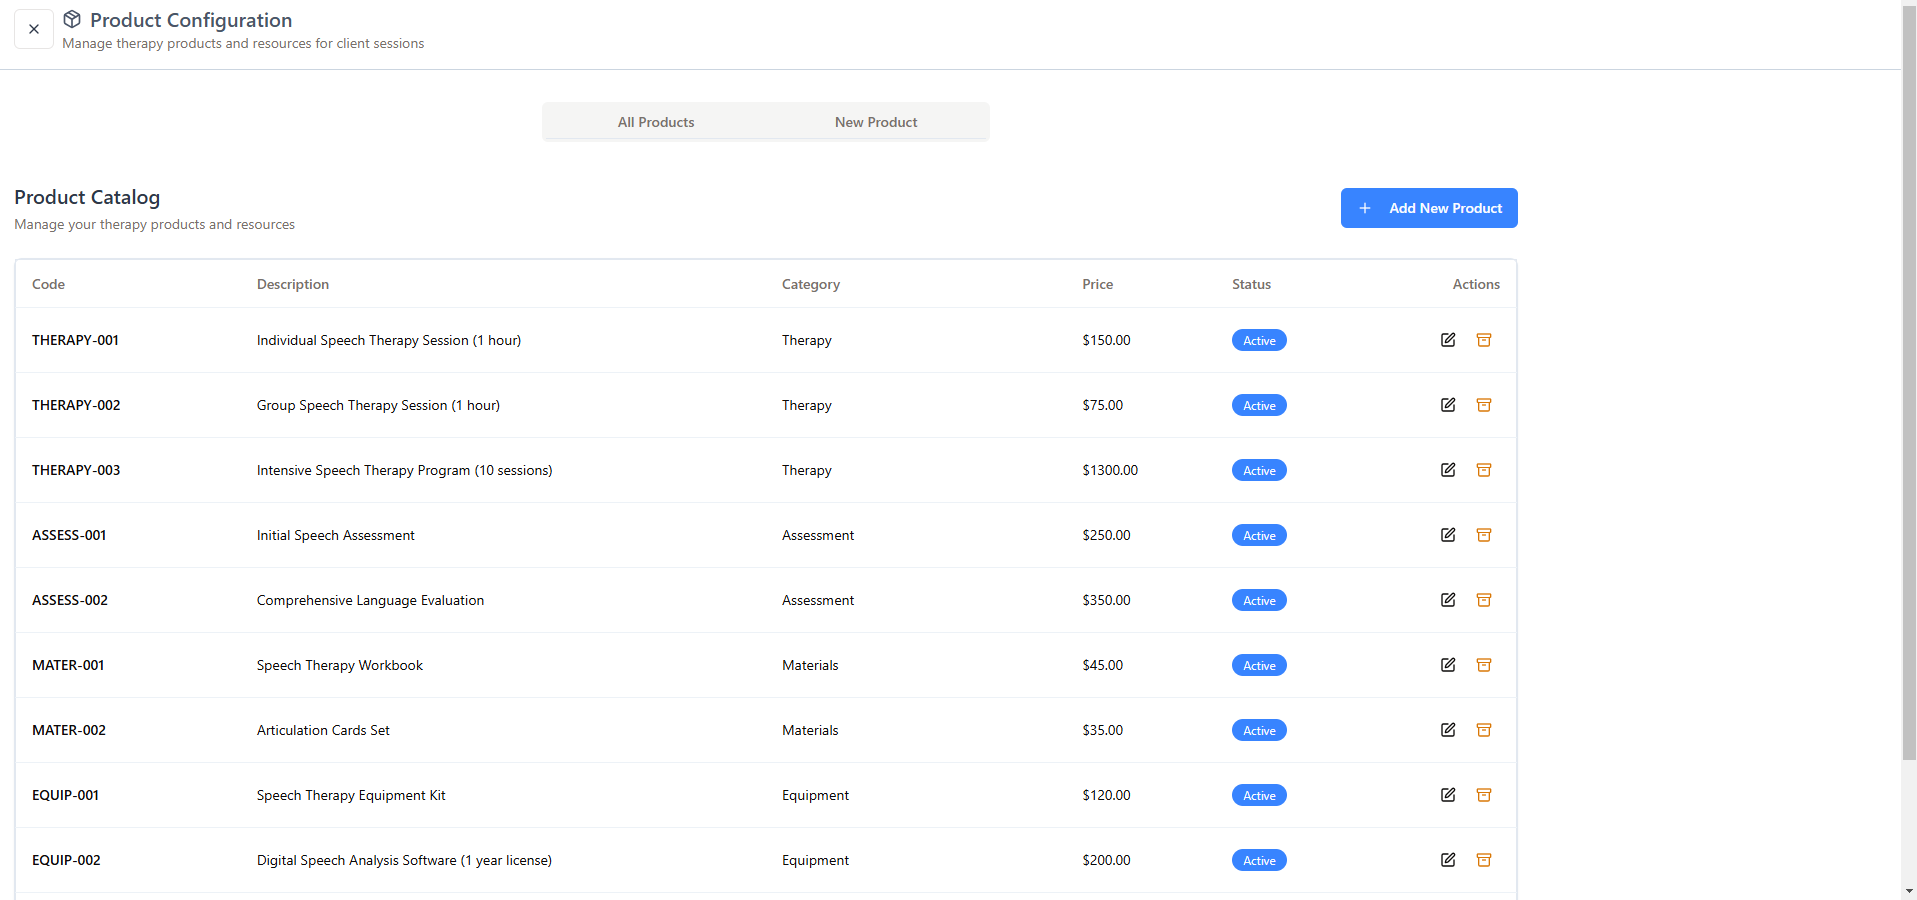 Product Configuration
Manage therapy products and resources for client sessions
All Products New Product
Product Catalog
Manage your therapy products and resources
Add New Product
Code Description Category Price Status Actions
THERAPY-001 Individual Speech Therapy Session (1 hour) Therapy $150.00 Active
THERAPY-002 Group Speech Therapy Session (1 hour) Therapy $75.00 Active
THERAPY-003 Intensive Speech Therapy Program (10 sessions) Therapy $1300.00 Active
ASSESS-001 Initial Speech Assessment Assessment $250.00 Active
ASSESS-002 Comprehensive Language Evaluation Assessment $350.00 Active
MATER-001 Speech Therapy Workbook Materials $45.00 Active
MATER-002 Articulation Cards Set Materials $35.00 Active
EQUIP-001 Speech Therapy Equipment Kit Equipment $120.00 Active
EQUIP-002 Digital Speech Analysis Software (1 year license) Equipment $200.00 Active